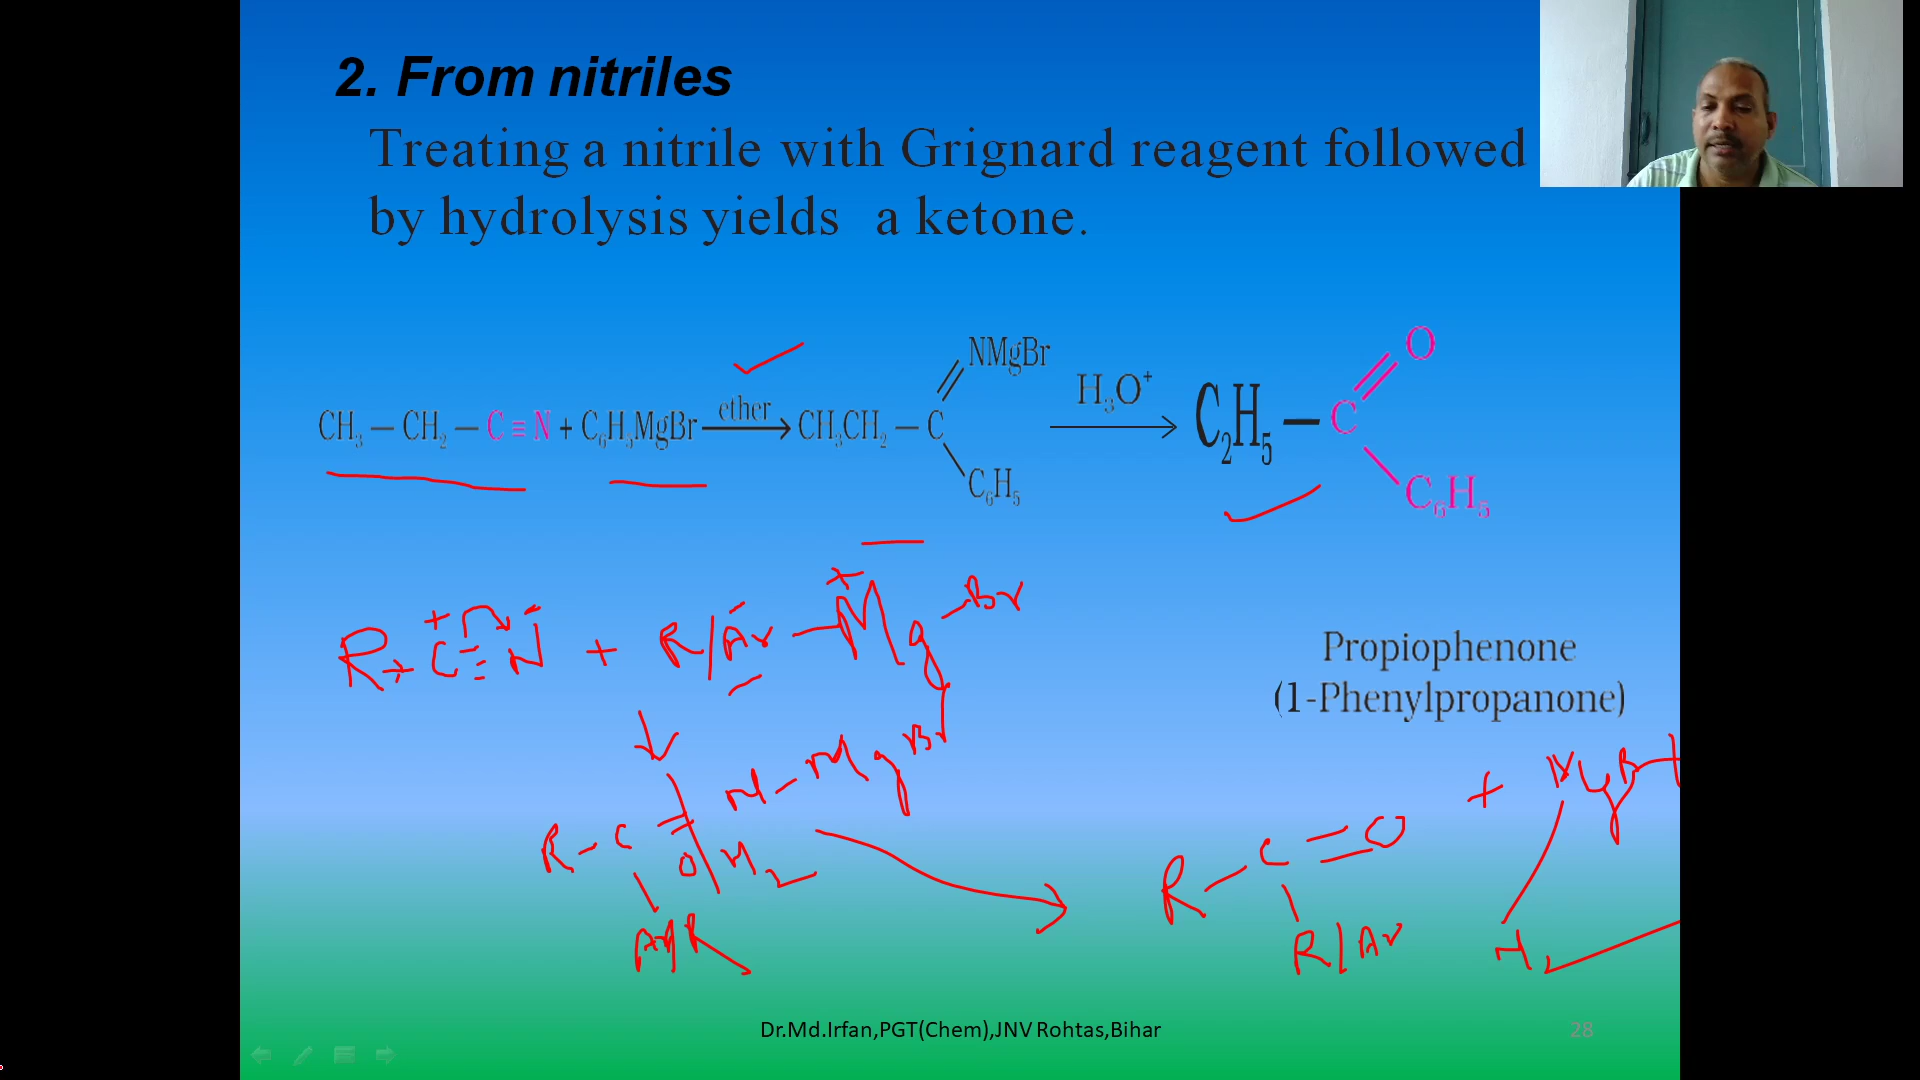 2. From nitriles
Treating a nitrile with Grignard reagent followed
by hydrolysis yields a ketone.
CH₃ — CH₂ — C ≡ N + C₆H₅MgBr ether → CH₃CH₂ — C
= NMgBr
C₆H₅
H₃O⁺
C₂H₅ — C
= O
C₆H₅
R + C ≡ N + R/Ar — Mg — Br
R - C = N - MgBr
O H₂
Ar/R
R - C = O +
R/Ar
Propiophenone
(1-Phenylpropanone)
Dr.Md.Irfan,PGT(Chem),JNV Rohtas,Bihar
28